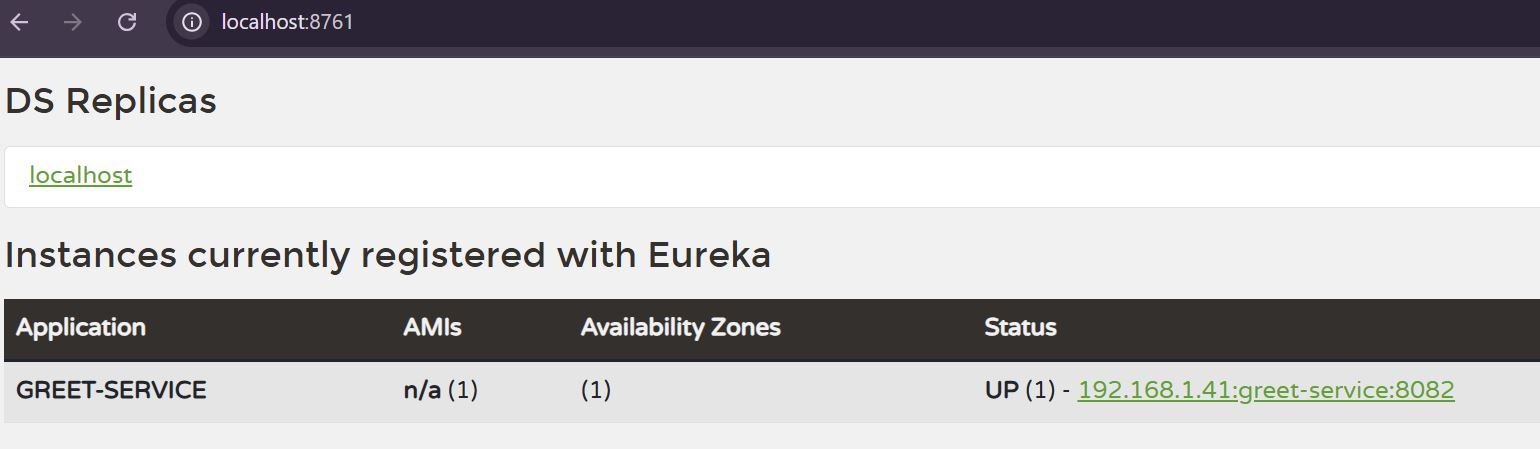 localhost:8761
DS Replicas
localhost
Instances currently registered with Eureka
Application AMIs Availability Zones Status
GREET-SERVICE n/a (1) (1) UP (1) - 192.168.1.41:greet-service:8082